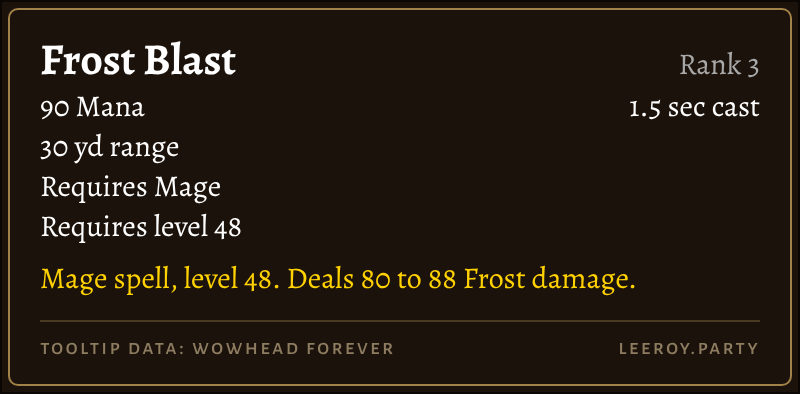 Frost Blast Rank 3
90 Mana 1.5 sec cast
30 yd range
Requires Mage
Requires level 48
Mage spell, level 48. Deals 80 to 88 Frost damage.
TOOLTIP DATA: WOWHEAD FOREVER LEEROY.PARTY